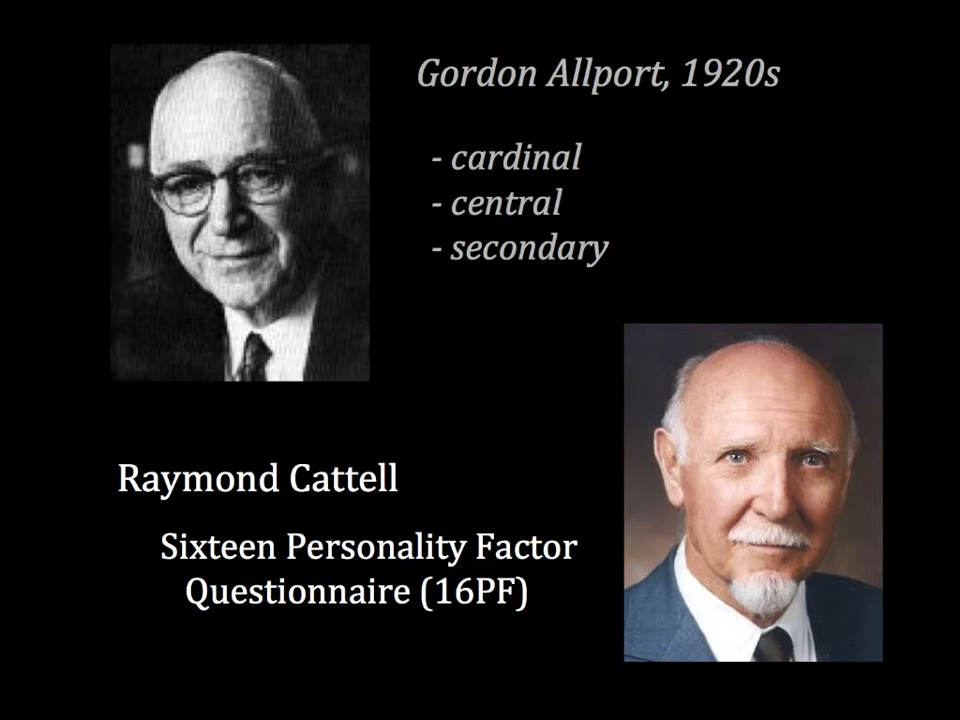 Gordon Allport, 1920s
- cardinal
- central
- secondary
Raymond Cattell
Sixteen Personality Factor
Questionnaire (16PF)